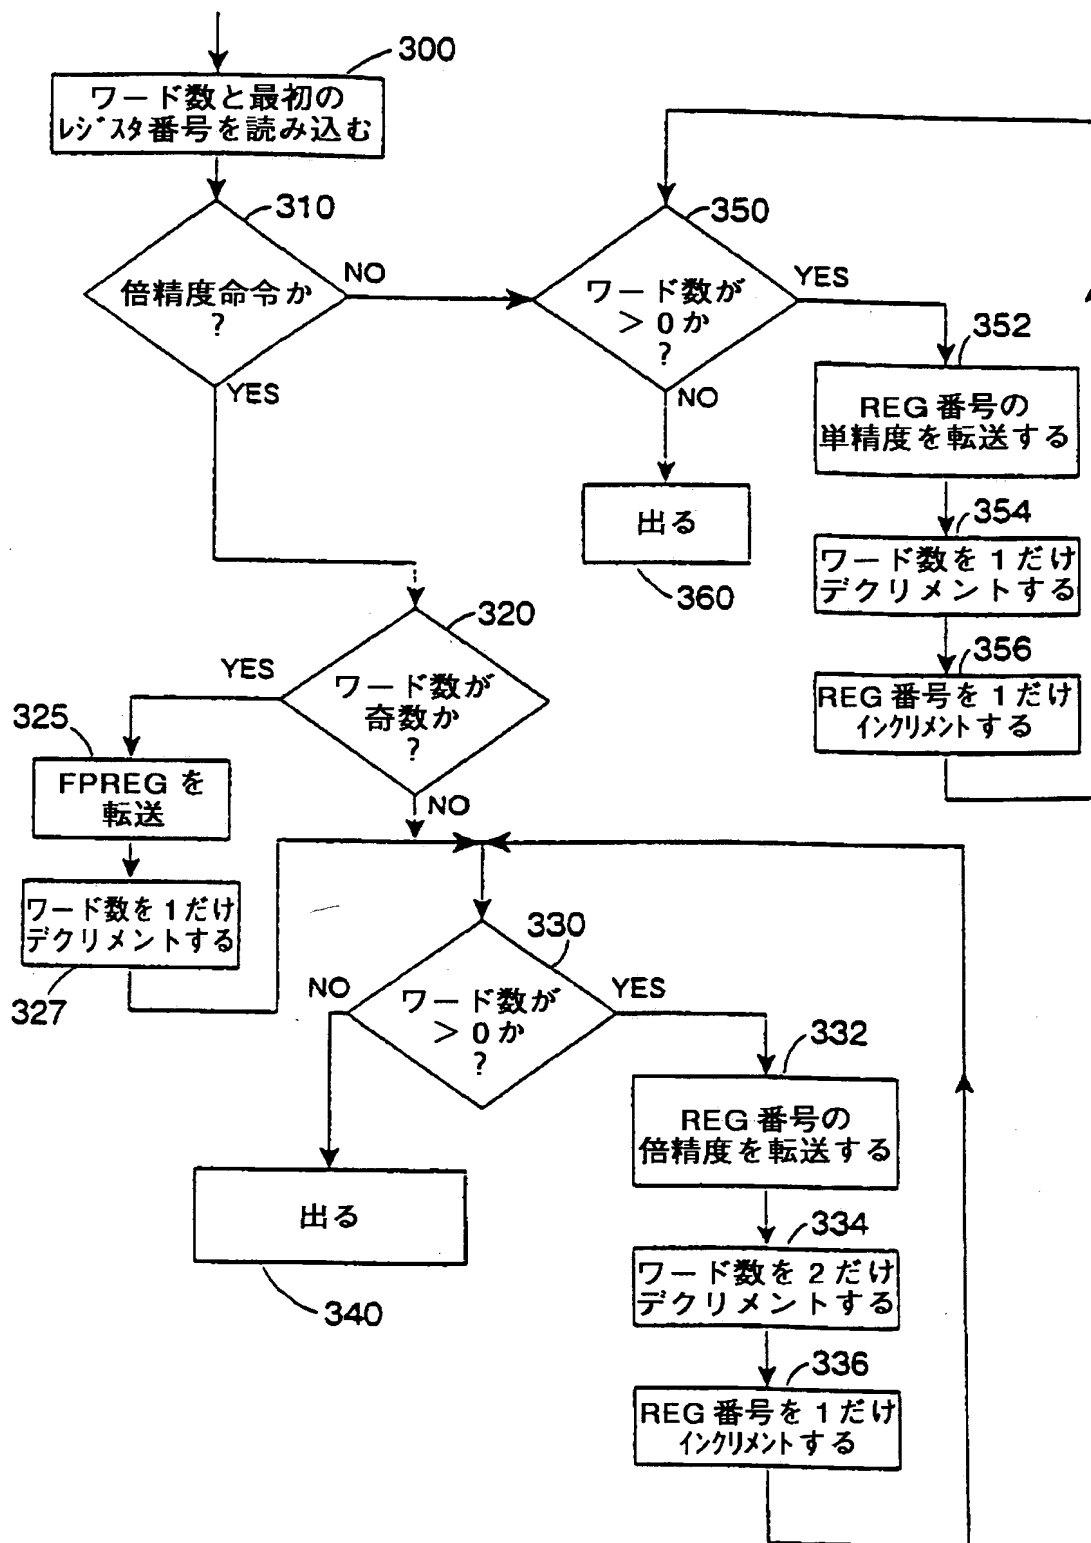 300
ワード数と最初の
レジスタ番号を読み込む
310
倍精度命令か
?
NO
YES
350
ワード数が
>0か
?
YES
NO
出る
360
352
REG 番号の
単精度を転送する
354
ワード数を1だけ
デクリメントする
356
REG 番号を1だけ
インクリメントする
320
ワード数が
奇数か
?
YES
NO
325
FPREG を
転送
ワード数を1だけ
デクリメントする
327
330
ワード数が
>0か
?
NO
YES
出る
340
332
REG 番号の
倍精度を転送する
334
ワード数を2だけ
デクリメントする
336
REG 番号を1だけ
インクリメントする